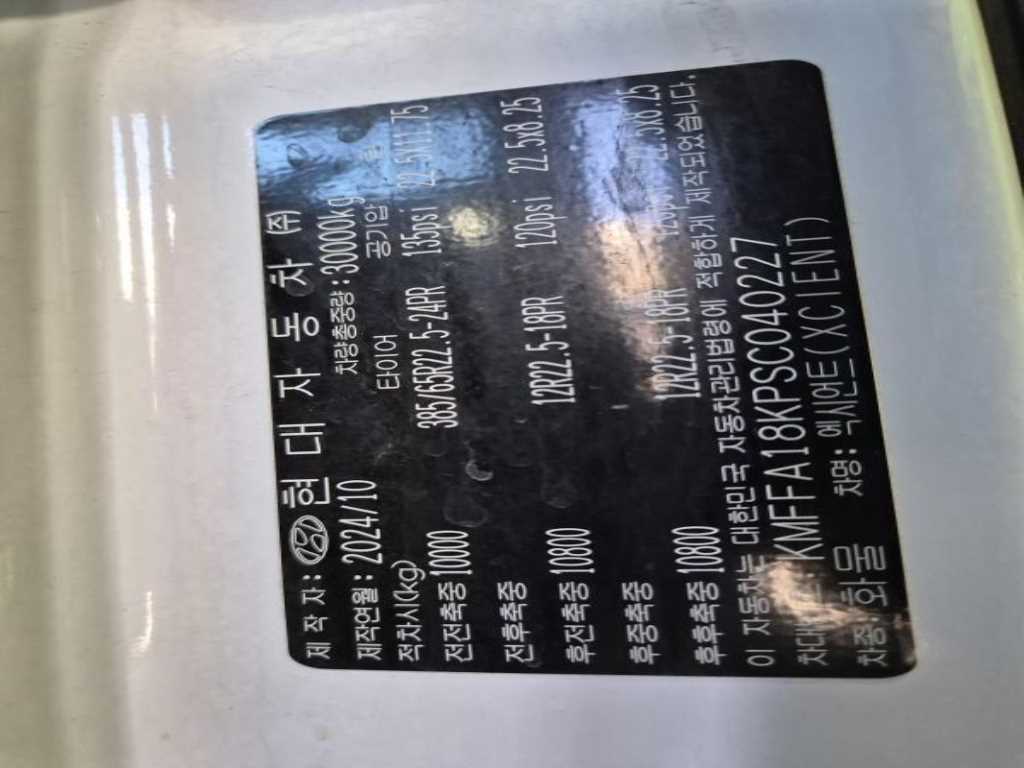 제 작 자 : 현 대 자 동 차 ㈜
제작연월 : 2024/10 차량총중량 : 30000kg
적차시(kg) 타이어 공기압 림
전전축중 10000 385/65R22.5-24PR 135psi 22.5X11.75
전후축중
후전축중 10800 12R22.5-18PR 120psi 22.5x8.25
후중축중
후후축중 10800 12R22.5-18PR 120psi 22.5x8.25
이 자동차는 대한민국 자동차관리법령에 적합하게 제작되었습니다.
KMFFA18KPSC040227
차종: 화물 차명: 엑시언트(XCIENT)